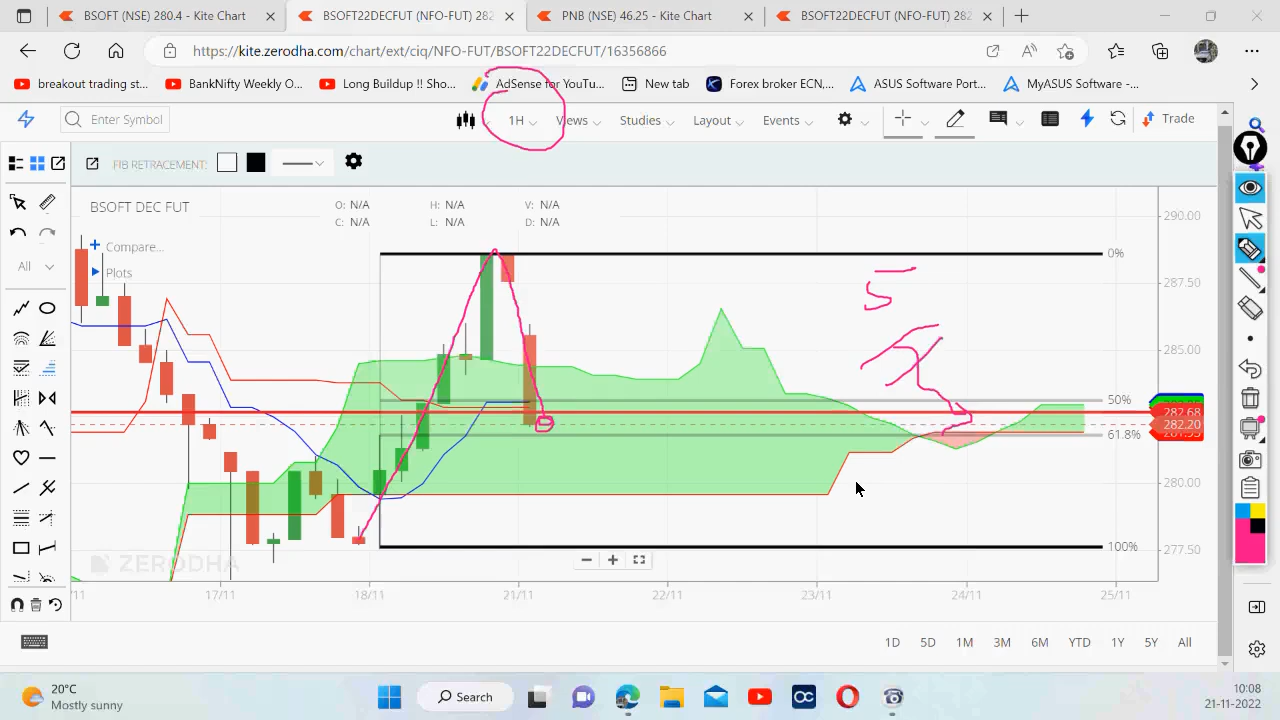 BSOFT (NSE) 280.4 - Kite Chart
BSOFT22DECFUT (NFO-FUT) 282
PNB (NSE) 46.25 - Kite Chart
BSOFT22DECFUT (NFO-FUT) 282
https://kite.zerodha.com/chart/ext/ciq/NFO-FUT/BSOFT22DECFUT/16356866
breakout trading st...
BankNifty Weekly O...
Long Buildup !! Sho...
AdSense for YouTu...
New tab
Forex broker ECN,...
ASUS Software Port...
MyASUS Software -...
Enter Symbol
1H
Views
Studies
Layout
Events
Trade
FIB RETRACEMENT:
BSOFT DEC FUT
O: N/A
H: N/A
V: N/A
C: N/A
L: N/A
D: N/A
Compare...
All
Plots
290.00
0%
287.50
285.00
50%
282.68
282.20
61.8%
280.00
100%
277.50
ZERODHA
/11
17/11
18/11
21/11
22/11
23/11
24/11
25/11
1D
5D
1M
3M
6M
YTD
1Y
5Y
All
20°C
Mostly sunny
Search
10:08
21-11-2022